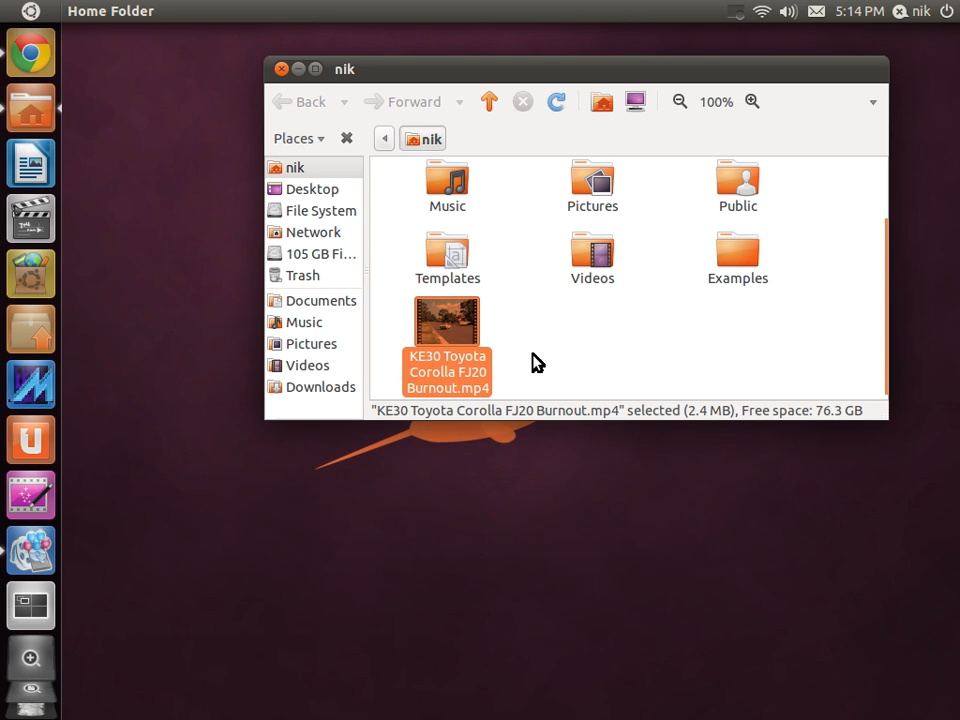 Home Folder
5:14 PM
nik
nik
Back
Forward
100%
Places
nik
nik
Desktop
File System
Network
105 GB Fi...
Trash
Documents
Music
Pictures
Videos
Downloads
Music
Pictures
Public
Templates
Videos
Examples
KE30 Toyota
Corolla FJ20
Burnout.mp4
"KE30 Toyota Corolla FJ20 Burnout.mp4" selected (2.4 MB), Free space: 76.3 GB